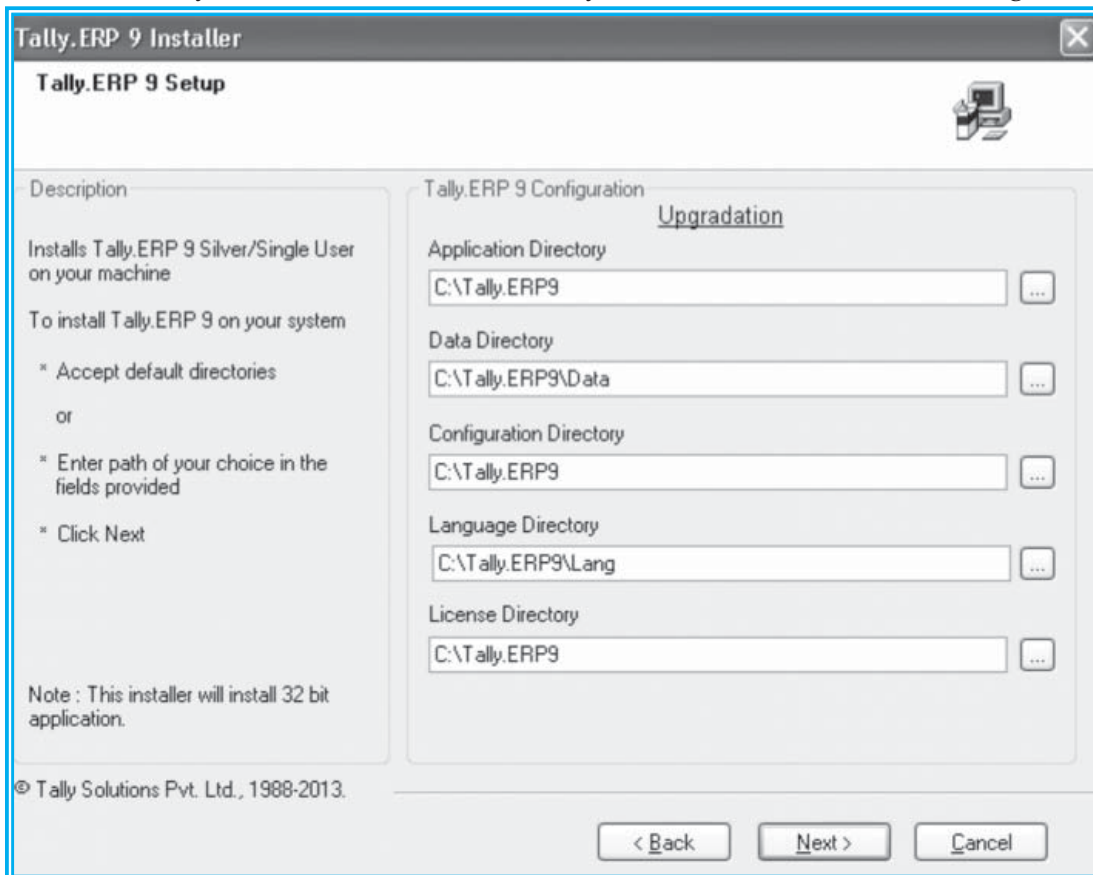 Tally.ERP 9 Installer
Tally.ERP 9 Setup
Description
Installs Tally.ERP 9 Silver/Single User
on your machine
To install Tally.ERP 9 on your system
* Accept default directories
or
* Enter path of your choice in the
fields provided
* Click Next
Note : This installer will install 32 bit
application.
Tally.ERP 9 Configuration
Upgradation
Application Directory
C:\Tally.ERP9
...
Data Directory
C:\Tally.ERP9\Data
...
Configuration Directory
C:\Tally.ERP9
...
Language Directory
C:\Tally.ERP9\Lang
...
License Directory
C:\Tally.ERP9
...
© Tally Solutions Pvt. Ltd., 1988-2013.
< Back
Next >
Cancel